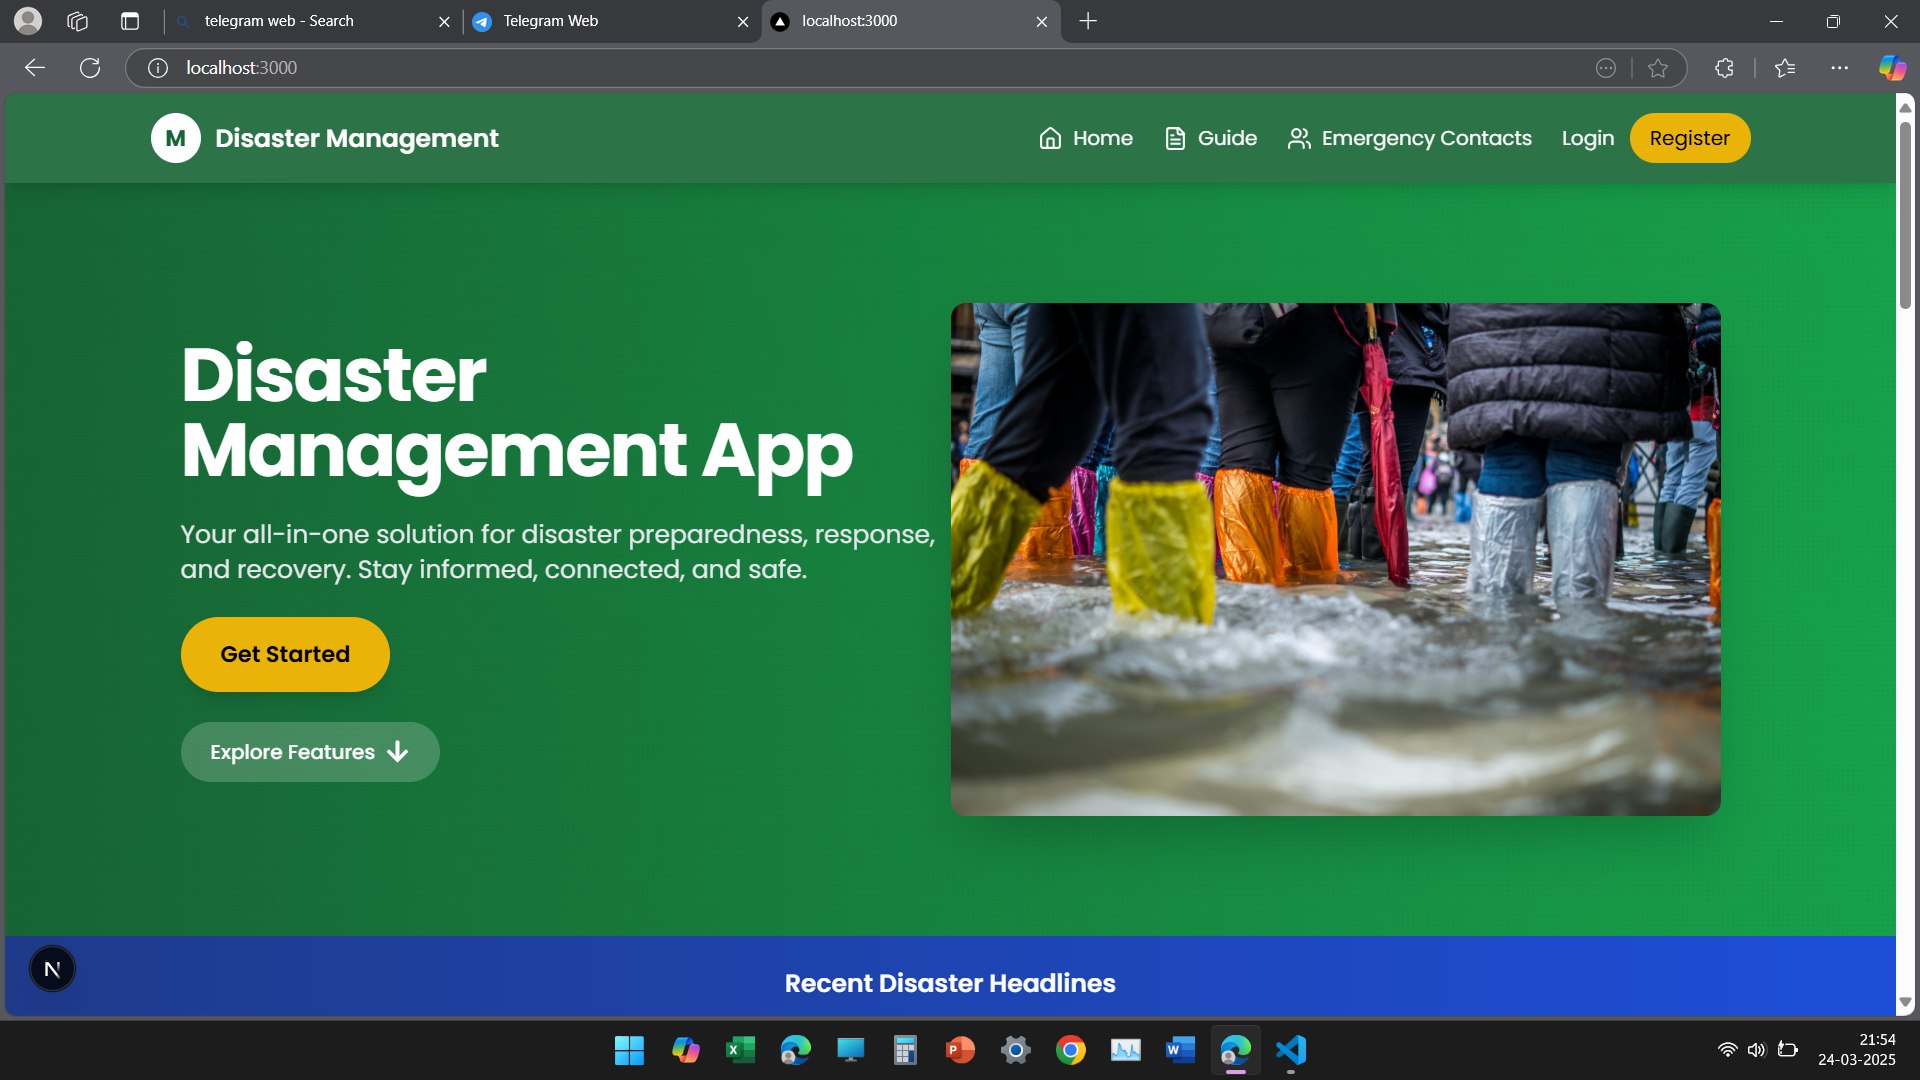 telegram web - Search
Telegram Web
localhost:3000
localhost:3000
M
Disaster Management
Home
Guide
Emergency Contacts
Login
Register
Disaster
Management App
Your all-in-one solution for disaster preparedness, response,
and recovery. Stay informed, connected, and safe.
Get Started
Explore Features
N
Recent Disaster Headlines
X
P
W
21:54
24-03-2025